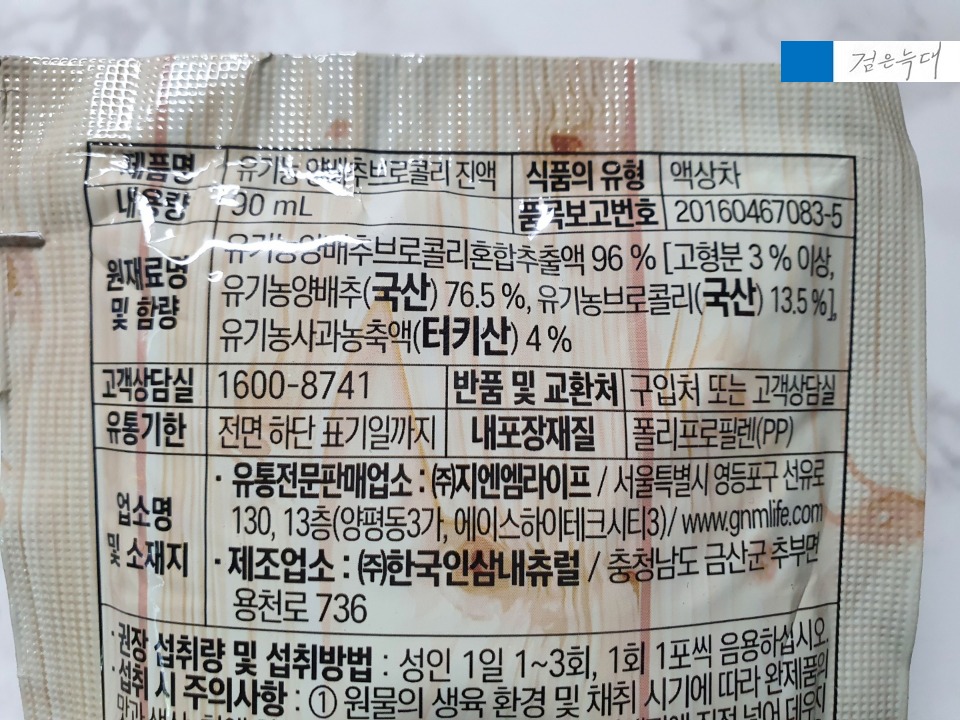 검은늑대
제품명 유기농 양배추브로콜리 진액 식품의 유형 액상차
내용량 90 mL 품목보고번호 20160467083-5
원재료명 및 함량
유기농양배추브로콜리혼합추출액 96 % [고형분 3 % 이상,
유기농양배추(국산) 76.5 %, 유기농브로콜리(국산) 13.5 %],
유기농사과농축액(터키산) 4 %
고객상담실 1600-8741 반품 및 교환처 구입처 또는 고객상담실
유통기한 전면 하단 표기일까지 내포장재질 폴리프로필렌(PP)
업소명 및 소재지
· 유통전문판매업소 : ㈜지엔엠라이프 / 서울특별시 영등포구 선유로
130, 13층(양평동3가, 에이스하이테크시티3)/ www.gnmlife.com
· 제조업소 : ㈜한국인삼내츄럴 / 충청남도 금산군 추부면
용천로 736
· 권장 섭취량 및 섭취방법 : 성인 1일 1~3회, 1회 1포씩 음용하십시오.
· 섭취 시 주의사항 : ① 원물의 생육 환경 및 채취 시기에 따라 완제품의